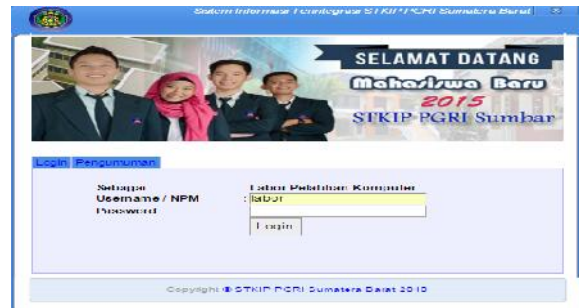 Sistem Informasi Terintegrasi STKIP PGRI Sumatera Barat
SELAMAT DATANG
Mahasiswa Baru
2015
STKIP PGRI Sumbar
Login Pengumuman
Sebagai Labor Pelatihan Komputer
Username / NPM : labor
Password
Login
Copyright © STKIP PGRI Sumatera Barat 2010